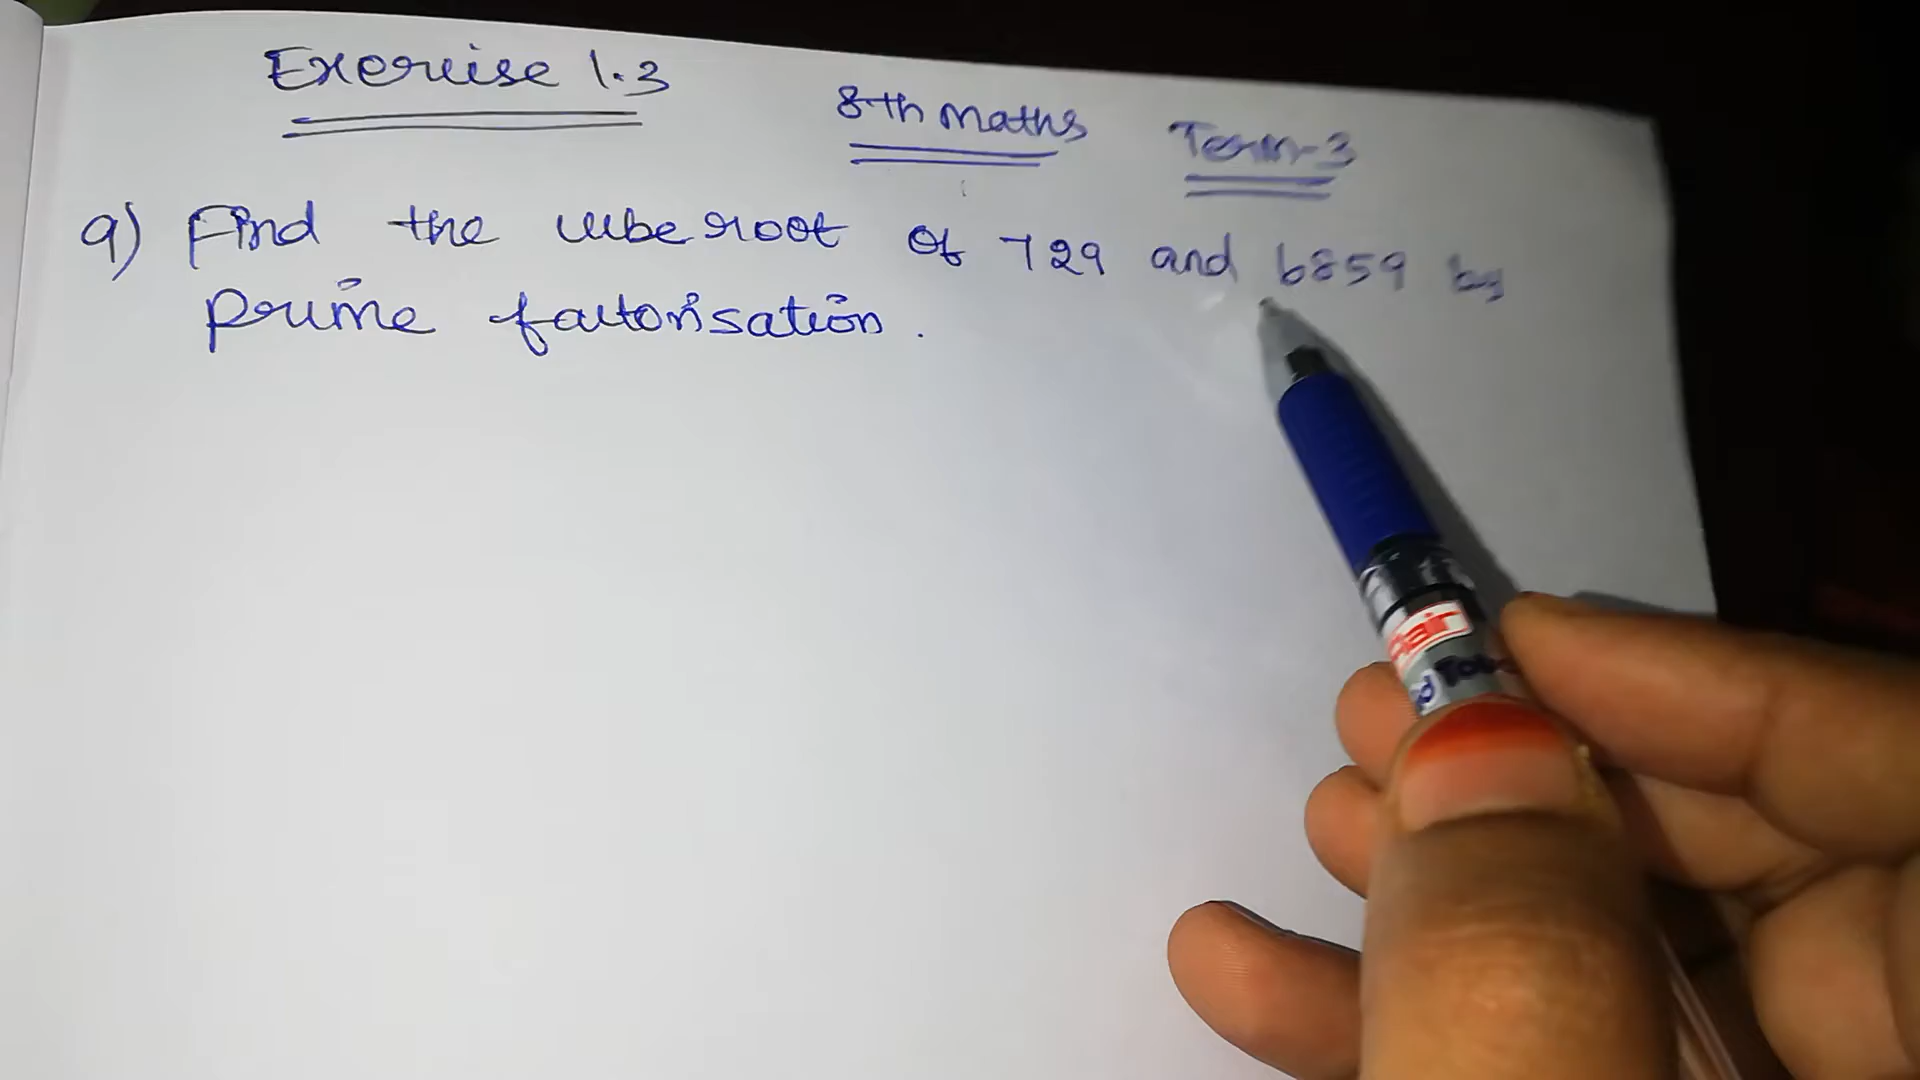 Exercise 1.3
8th maths Term-3
9) Find the cube root of 729 and 6859 by
prime factorisation.